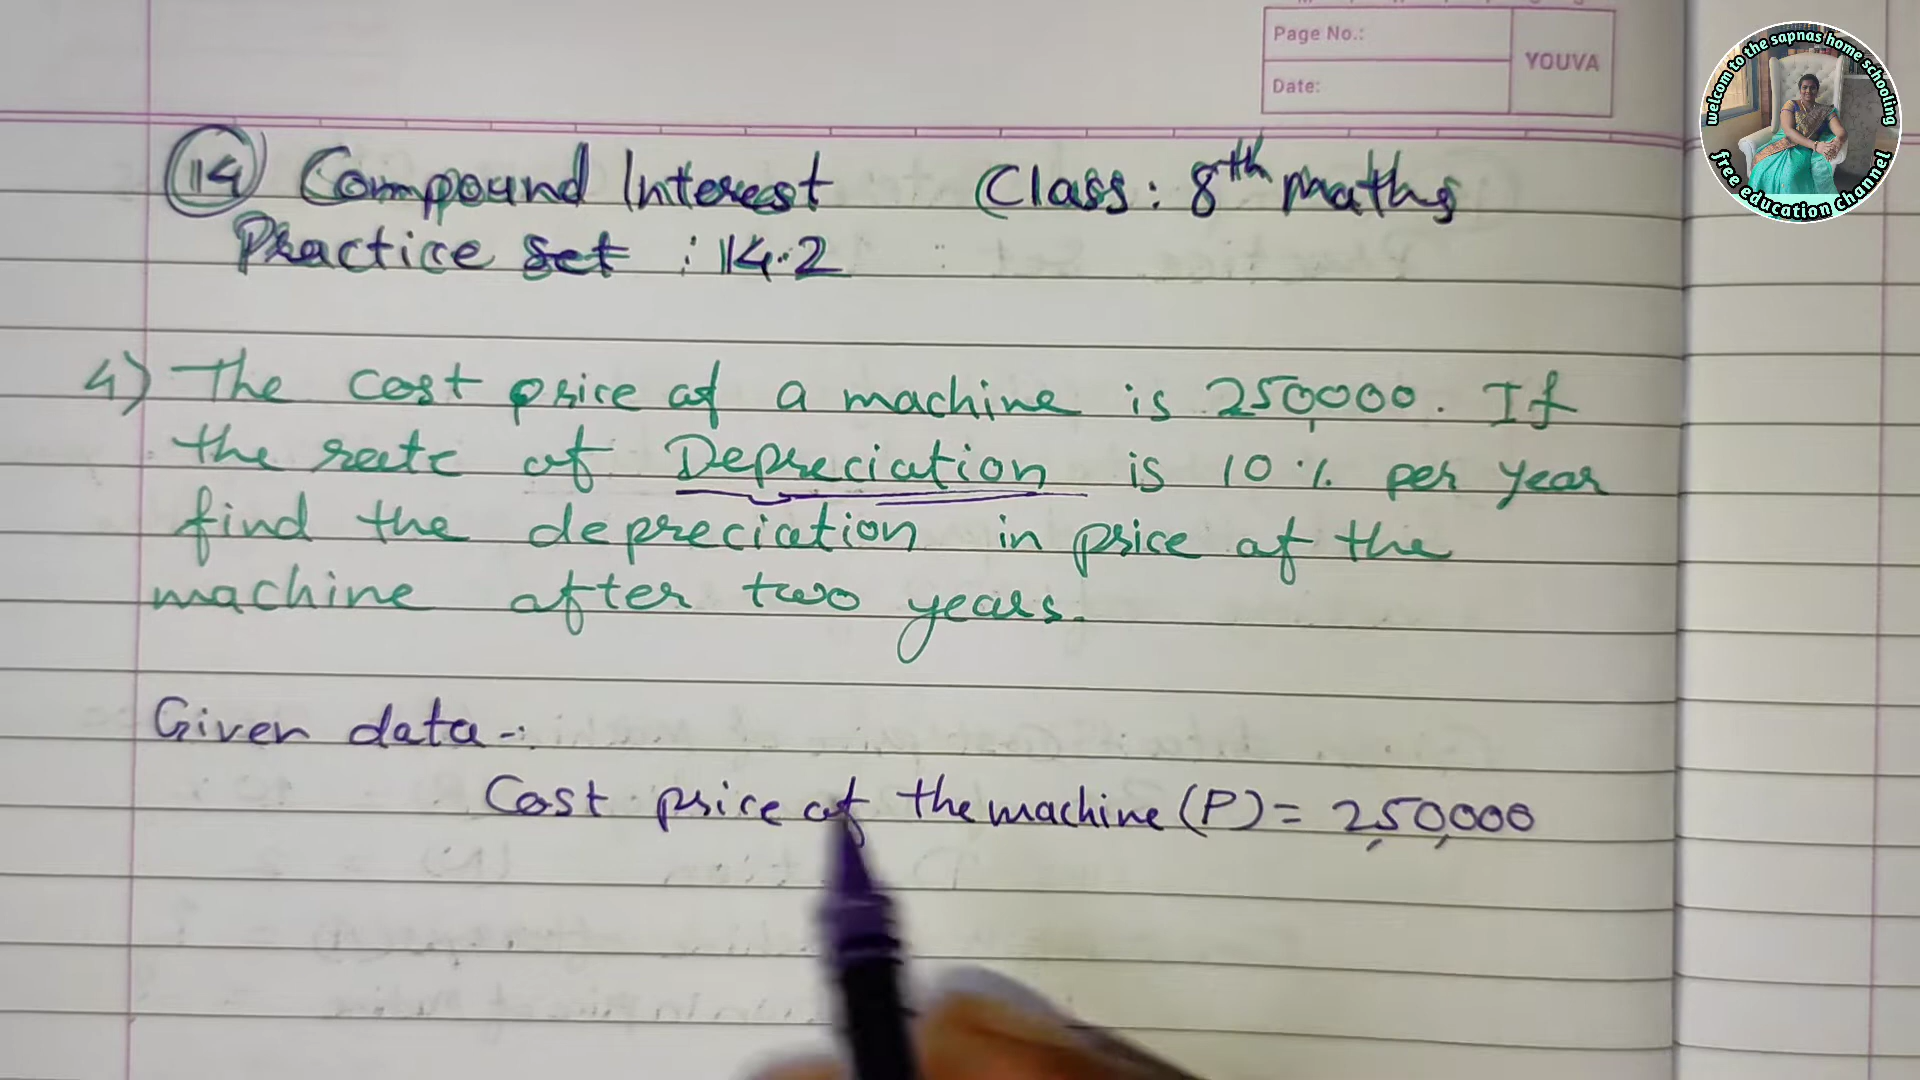 Page No.:
YOUVA
Date:
welcom to the sapnas home schooling
free education channel
14 Compound Interest Class: 8th maths
Practice set : 14.2
4) The cost price of a machine is 250,000. If
the rate of Depreciation is 10 % per year
find the depreciation in price of the
machine after two years.
Given data -:
Cost price of the machine (P) = 2,50,000